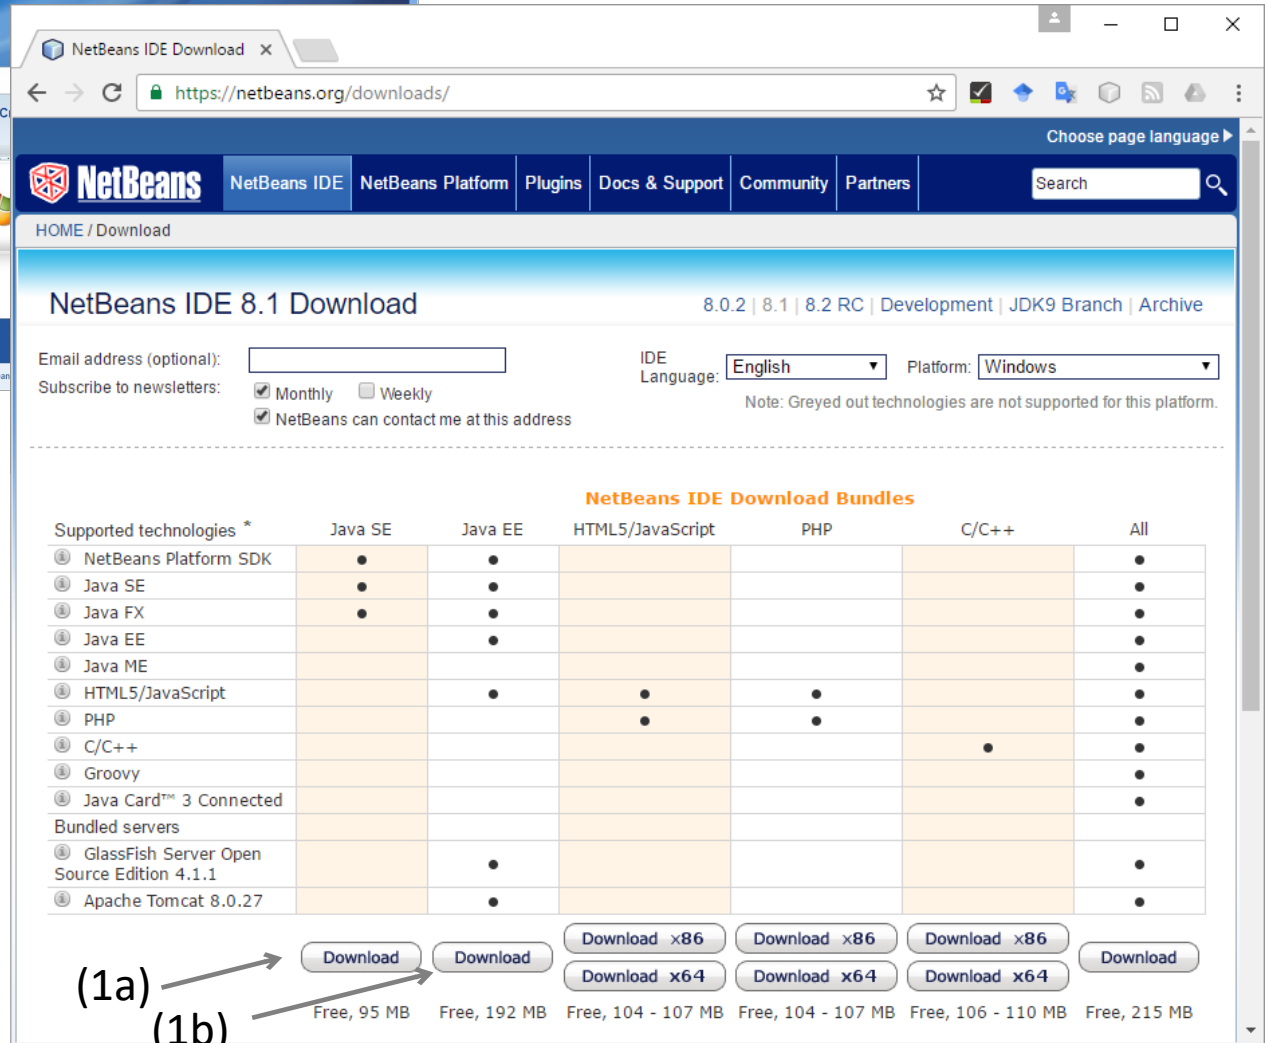 NetBeans IDE Download
https://netbeans.org/downloads/
Choose page language
NetBeans
NetBeans IDE NetBeans Platform Plugins Docs & Support Community Partners Search
HOME / Download
NetBeans IDE 8.1 Download
8.0.2 | 8.1 | 8.2 RC | Development | JDK9 Branch | Archive
Email address (optional):
IDE Language: English Platform: Windows
Subscribe to newsletters: Monthly Weekly
Note: Greyed out technologies are not supported for this platform.
NetBeans can contact me at this address
NetBeans IDE Download Bundles
Supported technologies * Java SE Java EE HTML5/JavaScript PHP C/C++ All
NetBeans Platform SDK • • •
Java SE • • •
Java FX • • •
Java EE • •
Java ME •
HTML5/JavaScript • • • •
PHP • • •
C/C++ • •
Groovy •
Java Card™ 3 Connected •
Bundled servers
GlassFish Server Open
Source Edition 4.1.1 • •
Apache Tomcat 8.0.27 • •
Download x86 Download x86 Download x86
Download Download Download
Download x64 Download x64 Download x64
(1a)
Free, 95 MB Free, 192 MB Free, 104 - 107 MB Free, 104 - 107 MB Free, 106 - 110 MB Free, 215 MB
(1b)